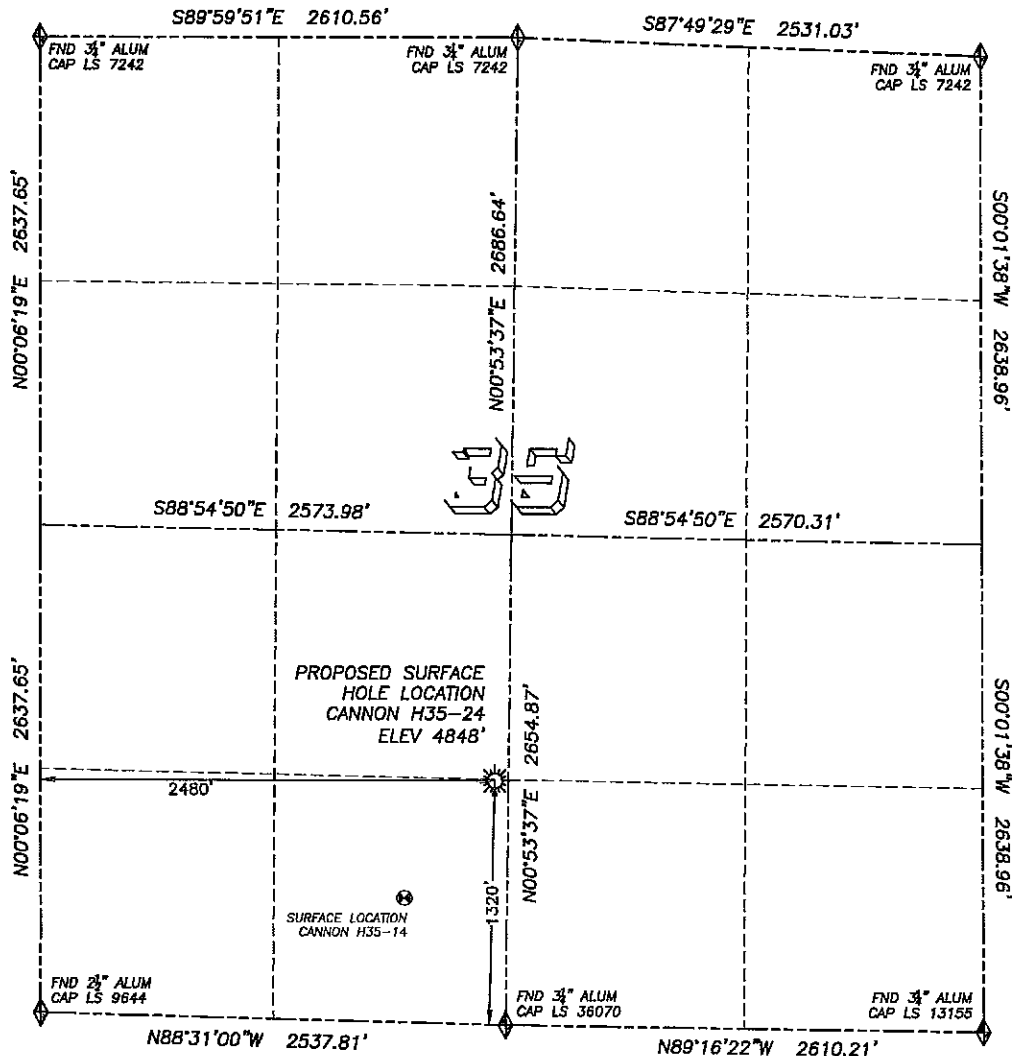 S89°59'51"E 2610.56'
S87°49'29"E 2531.03'
FND 3¼" ALUM
CAP LS 7242
FND 3¼" ALUM
CAP LS 7242
FND 3¼" ALUM
CAP LS 7242
N00°06'19"E 2637.65'
N00°53'37"E 2686.64'
S00°01'38"W 2638.96'
35
S88°54'50"E 2573.98'
S88°54'50"E 2570.31'
PROPOSED SURFACE
HOLE LOCATION
CANNON H35-24
ELEV 4848'
N00°06'19"E 2637.65'
N00°53'37"E 2654.87'
S00°01'38"W 2638.96'
2480'
1320'
SURFACE LOCATION
CANNON H35-14
FND 2½" ALUM
CAP LS 9644
FND 3¼" ALUM
CAP LS 36070
FND 3¼" ALUM
CAP LS 13155
N88°31'00"W 2537.81'
N89°16'22"W 2610.21'